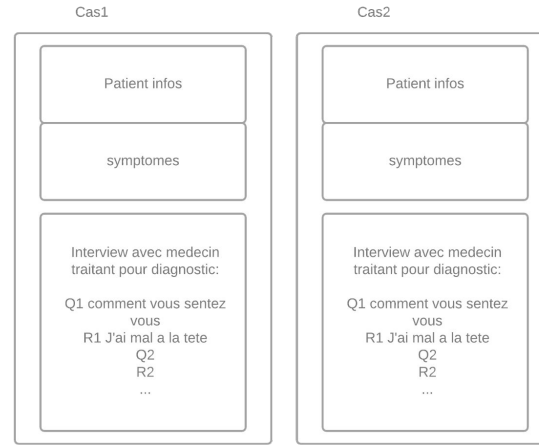 Cas1
Patient infos
symptomes
Interview avec medecin
traitant pour diagnostic:
Q1 comment vous sentez
vous
R1 J'ai mal a la tete
Q2
R2
...
Cas2
Patient infos
symptomes
Interview avec medecin
traitant pour diagnostic:
Q1 comment vous sentez
vous
R1 J'ai mal a la tete
Q2
R2
...